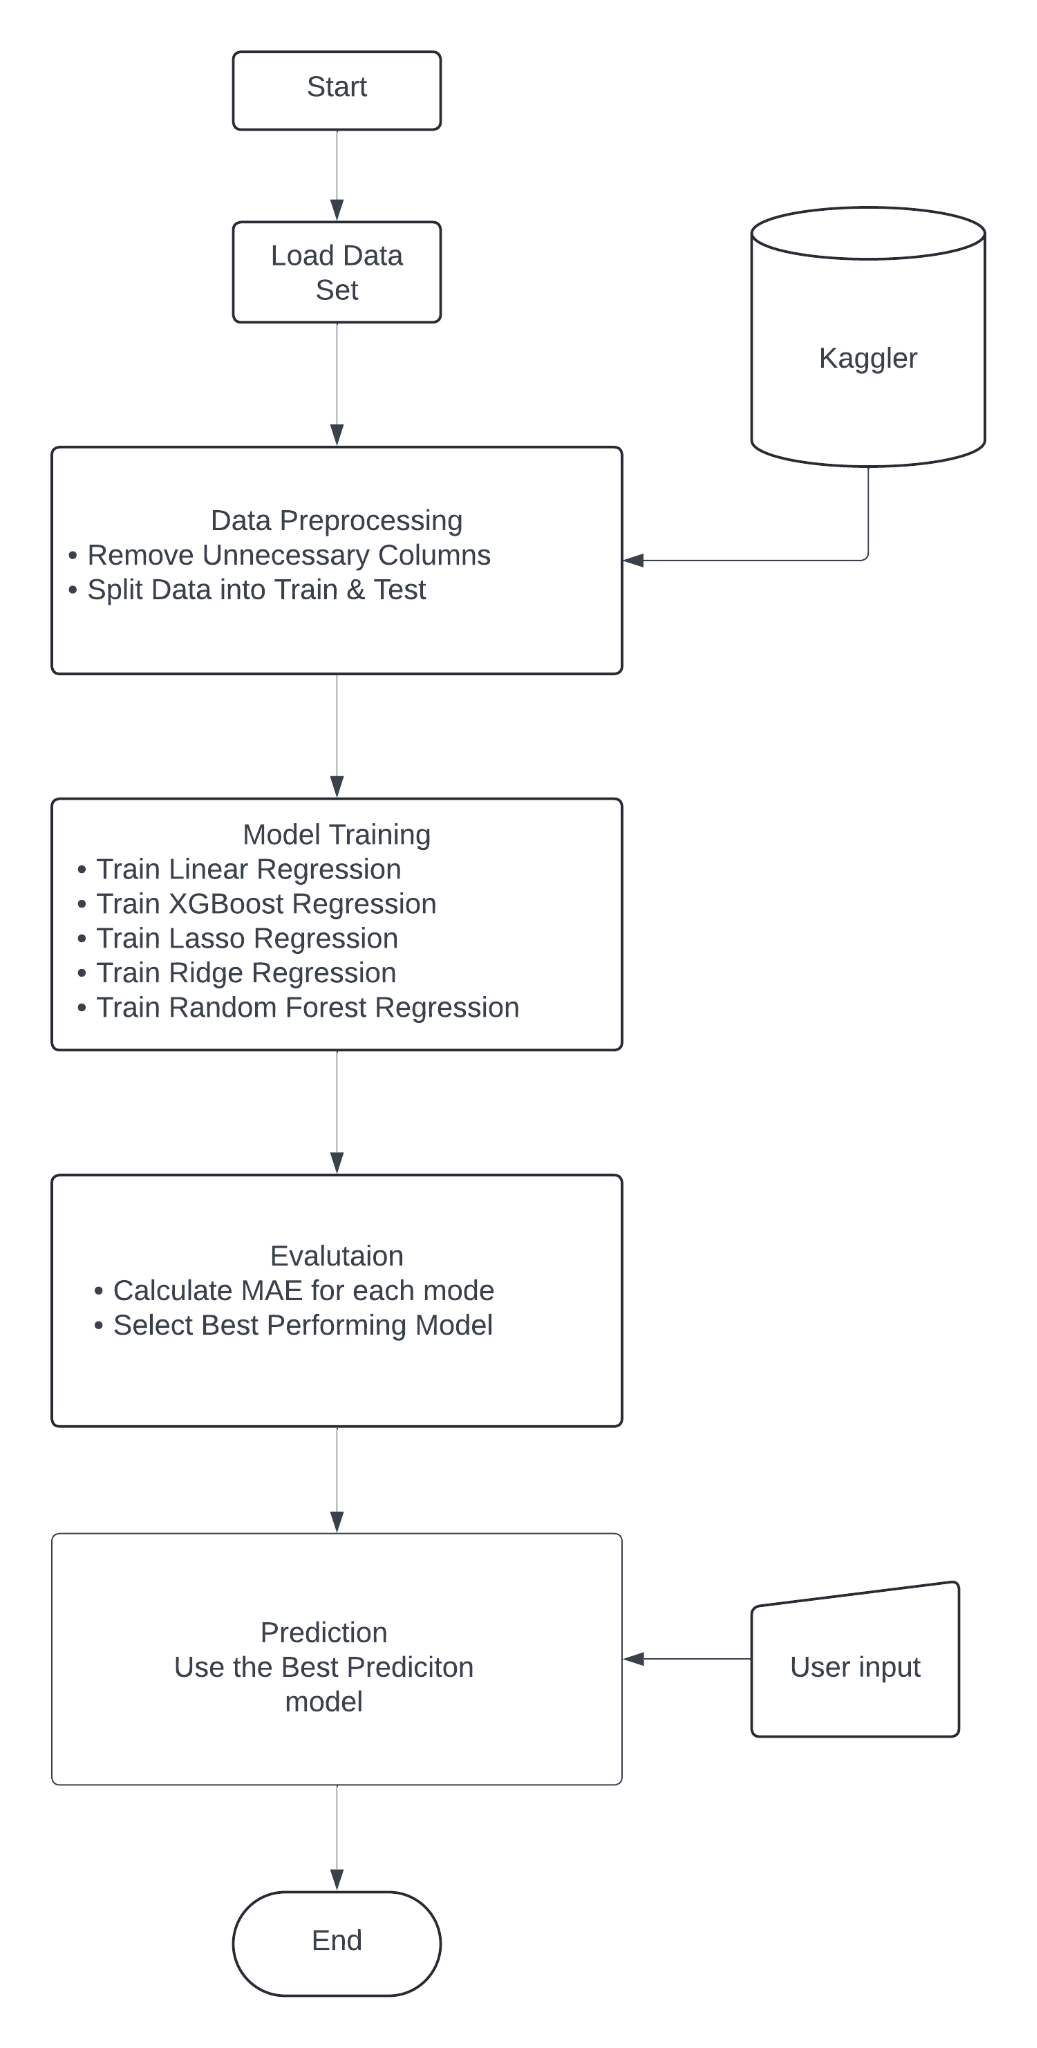 Start
Load Data
Set
Kaggler
Data Preprocessing
• Remove Unnecessary Columns
• Split Data into Train & Test
Model Training
• Train Linear Regression
• Train XGBoost Regression
• Train Lasso Regression
• Train Ridge Regression
• Train Random Forest Regression
Evalutaion
• Calculate MAE for each mode
• Select Best Performing Model
Prediction
Use the Best Prediciton
model
User input
End